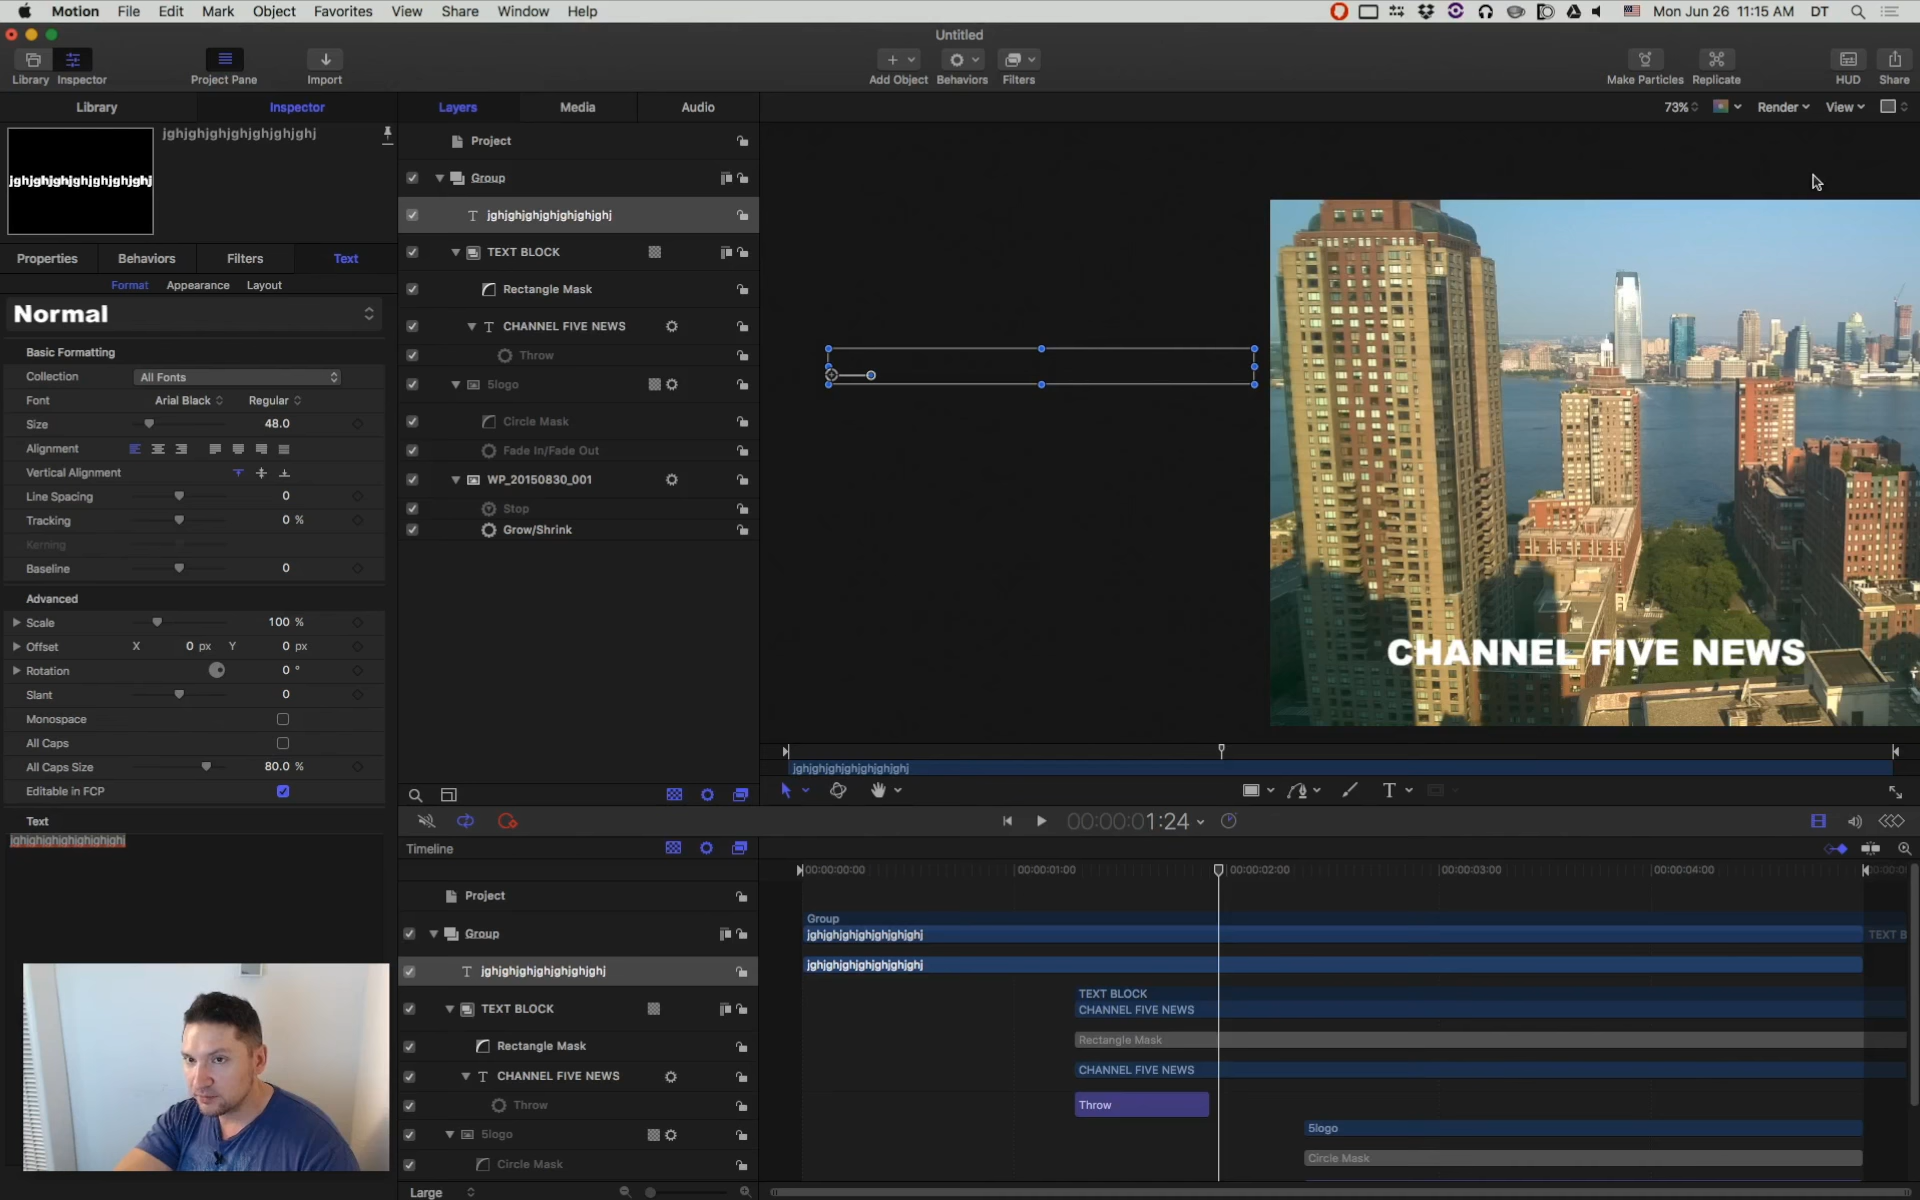 Motion File Edit Mark Object Favorites View Share Window Help Mon Jun 26 11:15 AM DT
Untitled
Library Inspector Project Pane Import Add Object Behaviors Filters Make Particles Replicate HUD Share
Library Inspector Layers Media Audio 73% Render View
jghjghjghjghjghjghjghj
jghjghjghjghjghjghjghj
Properties Behaviors Filters Text
Format Appearance Layout
Normal
Basic Formatting
Collection All Fonts
Font Arial Black Regular
Size 48.0
Alignment
Vertical Alignment
Line Spacing 0
Tracking 0 %
Kerning
Baseline 0
Advanced
Scale 100 %
Offset X 0 px Y 0 px
Rotation 0 °
Slant 0
Monospace
All Caps
All Caps Size 80.0 %
Editable in FCP
Text
jghjghjghjghjghjghjghj
Project
Group
T jghjghjghjghjghjghjghj
TEXT BLOCK
Rectangle Mask
T CHANNEL FIVE NEWS
Throw
5logo
Circle Mask
Fade In/Fade Out
WP_20150830_001
Stop
Grow/Shrink
CHANNEL FIVE NEWS
jghjghjghjghjghjghjghj
T
00:00:01:24
Timeline
00:00:00:00 00:00:01:00 00:00:02:00 00:00:03:00 00:00:04:00
Project
Group
T jghjghjghjghjghjghjghj
TEXT BLOCK
Rectangle Mask
T CHANNEL FIVE NEWS
Throw
5logo
Circle Mask
Large
Group
jghjghjghjghjghjghjghj TEXT B
jghjghjghjghjghjghjghj
TEXT BLOCK
CHANNEL FIVE NEWS
Rectangle Mask
CHANNEL FIVE NEWS
Throw
5logo
Circle Mask